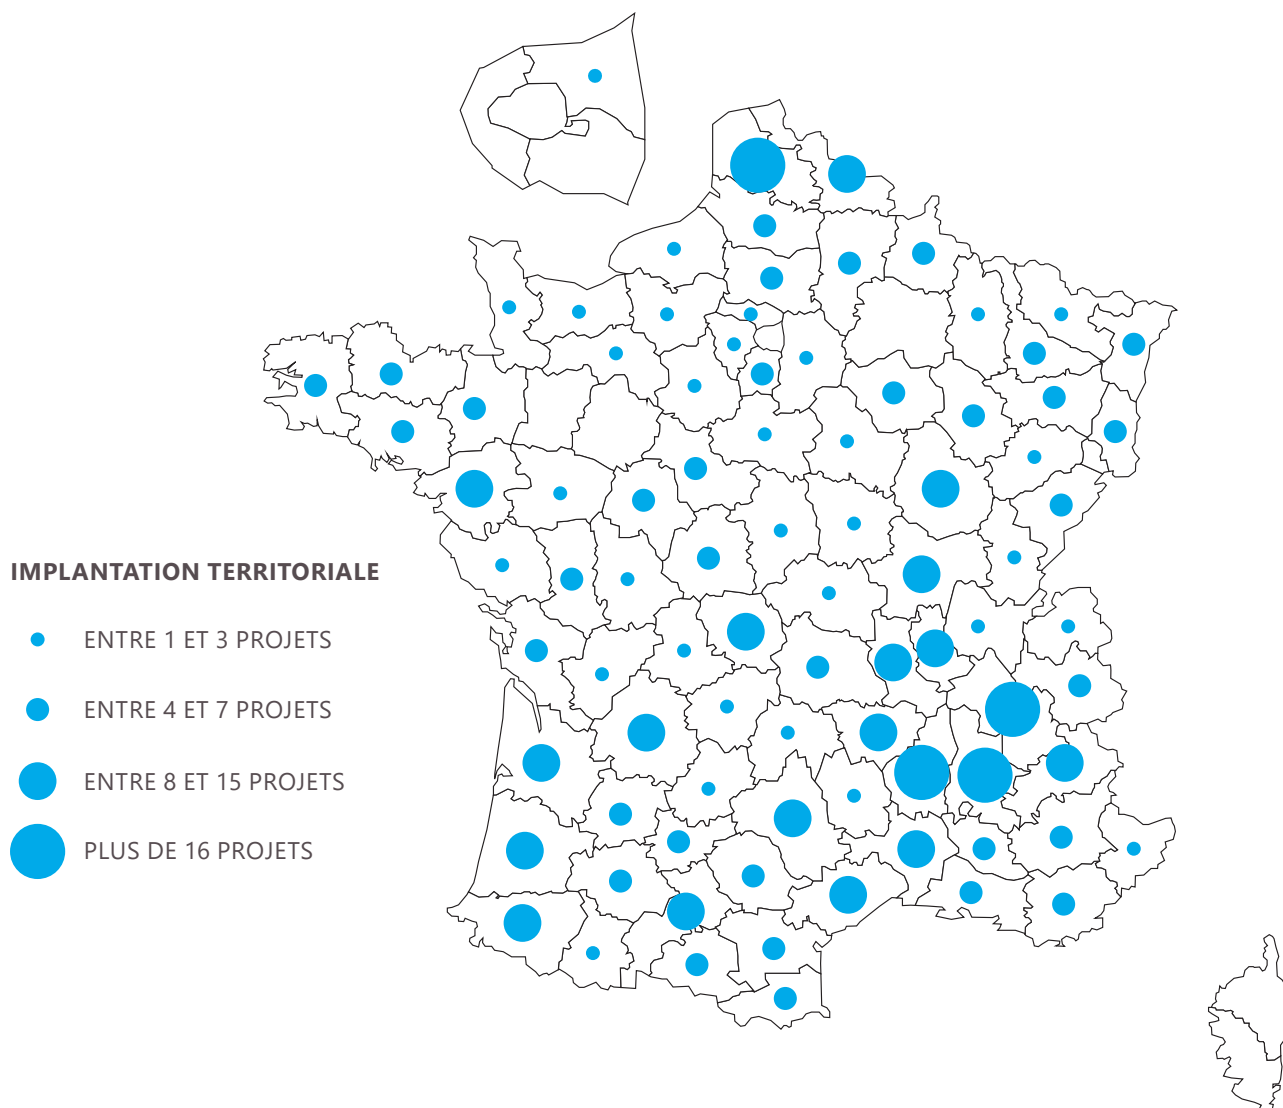 IMPLANTATION TERRITORIALE
ENTRE 1 ET 3 PROJETS
ENTRE 4 ET 7 PROJETS
ENTRE 8 ET 15 PROJETS
PLUS DE 16 PROJETS